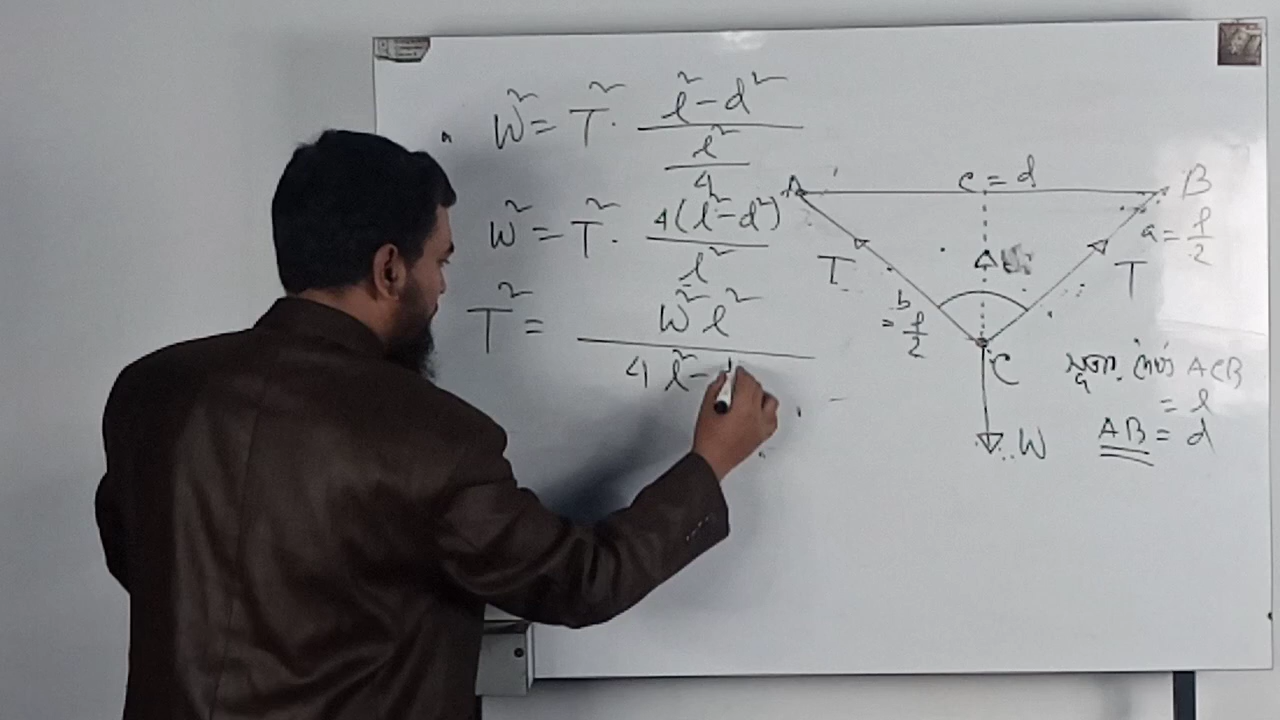 W² = T² · (l² - d²) / (l² / 4)
W² = T² · 4(l² - d²) / l²
T² = W² l² / 4 l² -
A
c = d
B
a = l/2
T
T
b = l/2
C
ACB
= l
AB = d
W